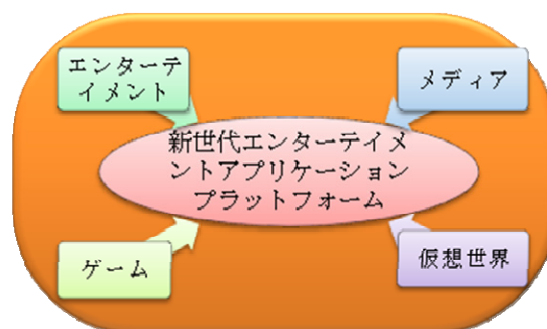 エンターテ
イメント
メディア
新世代エンターテイメ
ントアプリケーション
プラットフォーム
ゲーム
仮想世界